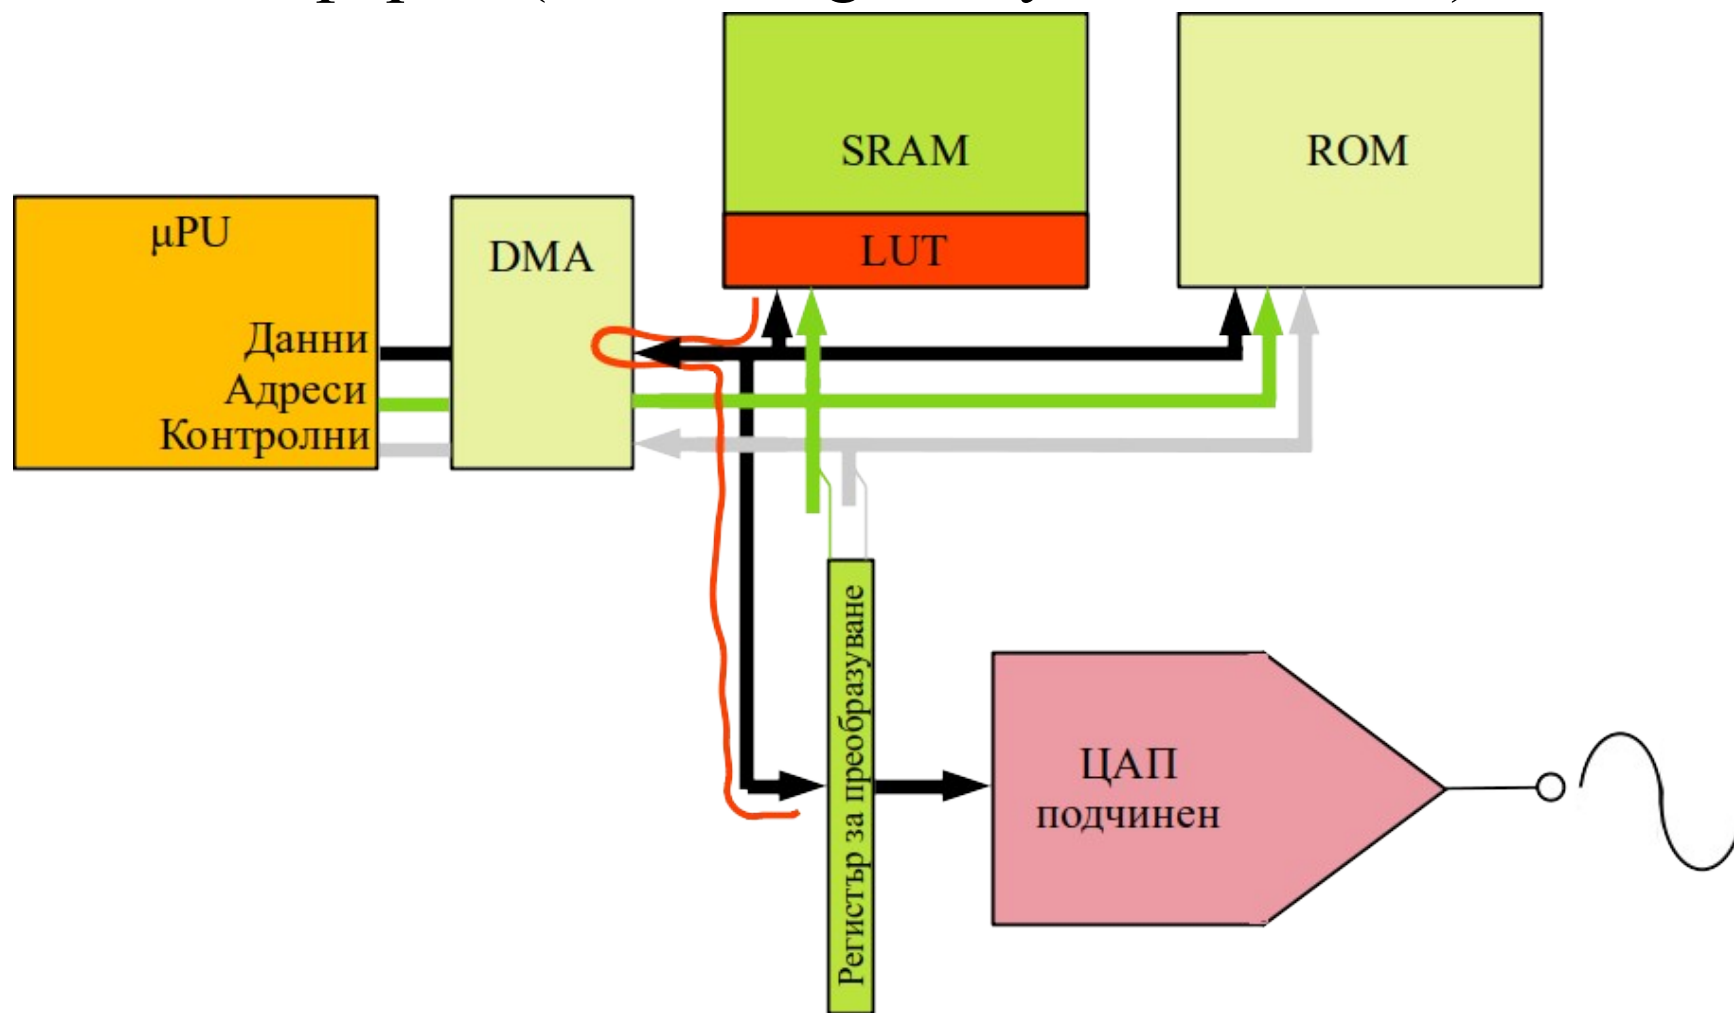 SRAM
ROM
LUT
µPU
DMA
Данни
Адреси
Контролни
Регистър за преобразуване
ЦАП
подчинен